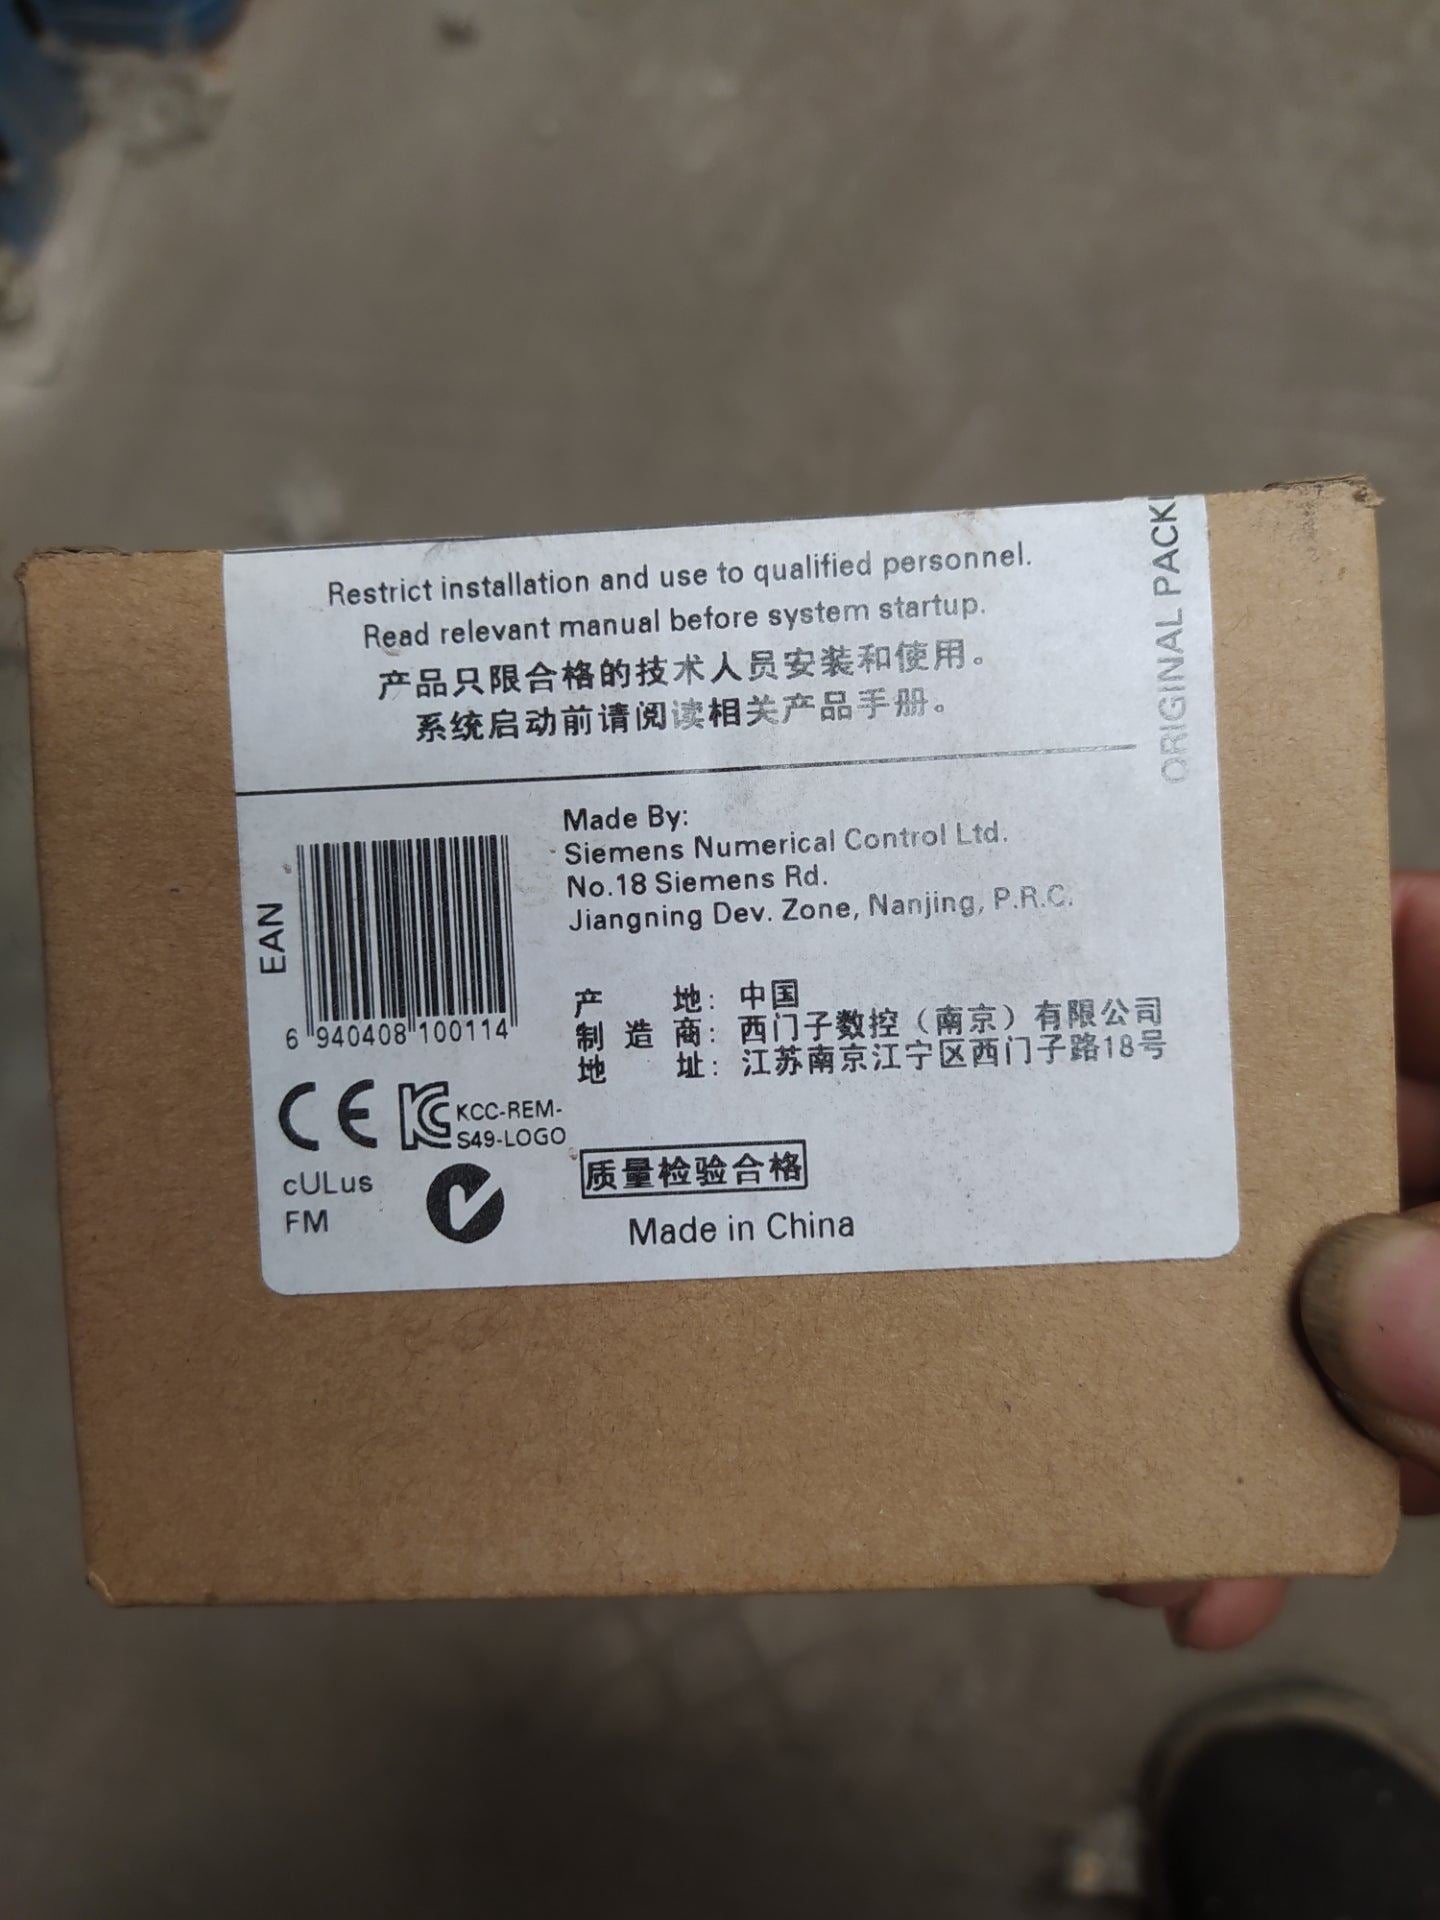 Restrict installation and use to qualified personnel.
Read relevant manual before system startup.
产品只限合格的技术人员安装和使用。
系统启动前请阅读相关产品手册。
ORIGINAL PACKI
EAN
6 940408 100114
Made By:
Siemens Numerical Control Ltd.
No.18 Siemens Rd.
Jiangning Dev. Zone, Nanjing, P.R.C.
产 地: 中国
制 造 商: 西门子数控（南京）有限公司
地 址: 江苏南京江宁区西门子路18号
CE
KC KCC-REM-
S49-LOGO
cULus
FM
质量检验合格
Made in China